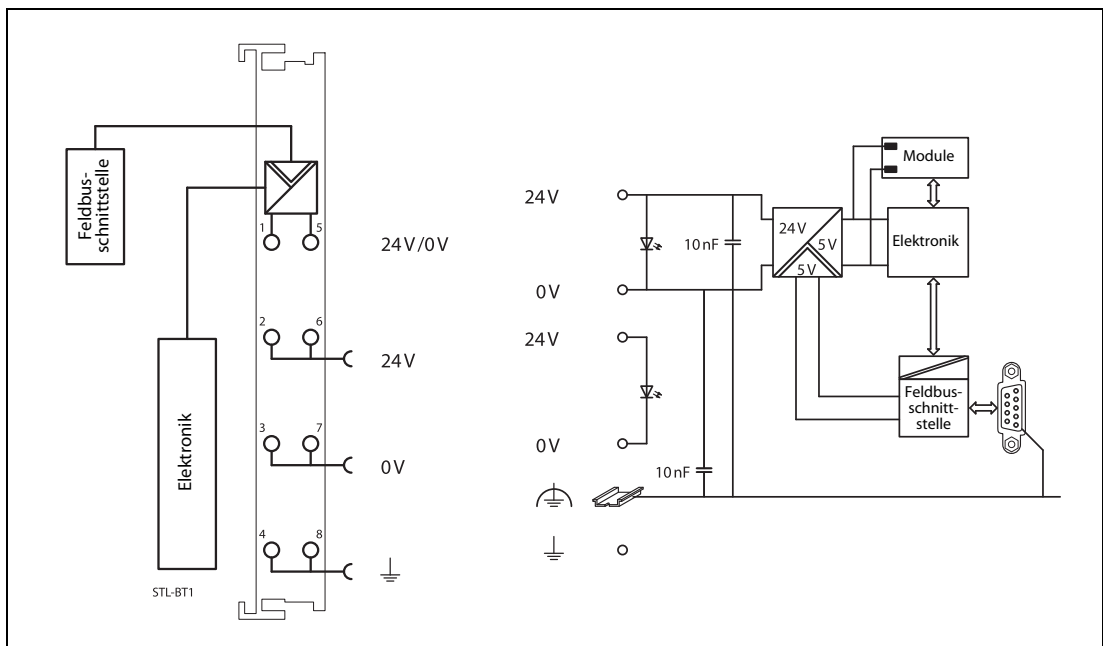 Feldbus-
schnittstelle
1
5
24V/0V
2
6
24V
Elektronik
3
7
0V
4
8
STL-BT1
24V
0V
24V
0V
10nF
10nF
24V
5V
5V
Module
Elektronik
Feldbus-
schnitt-
stelle